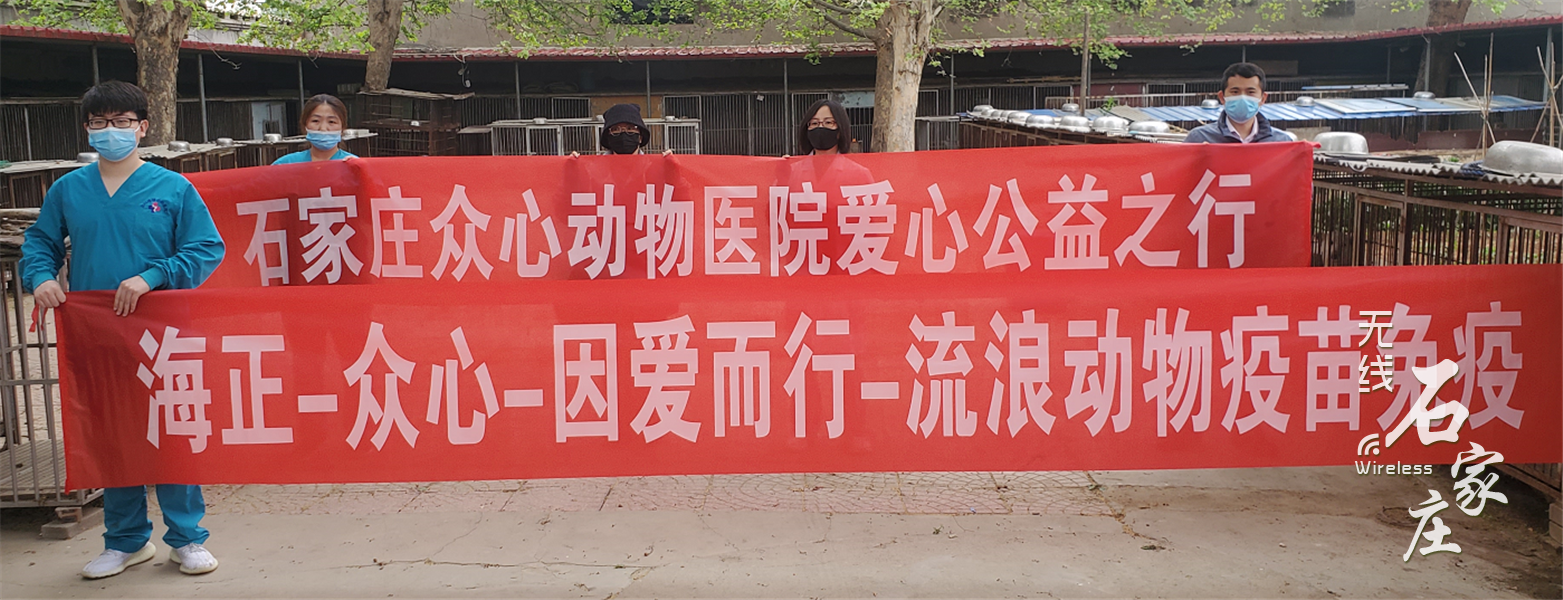 石家庄众心动物医院爱心公益之行
海正-众心-因爱而行-流浪动物疫苗免疫
无线
石家庄
Wireless